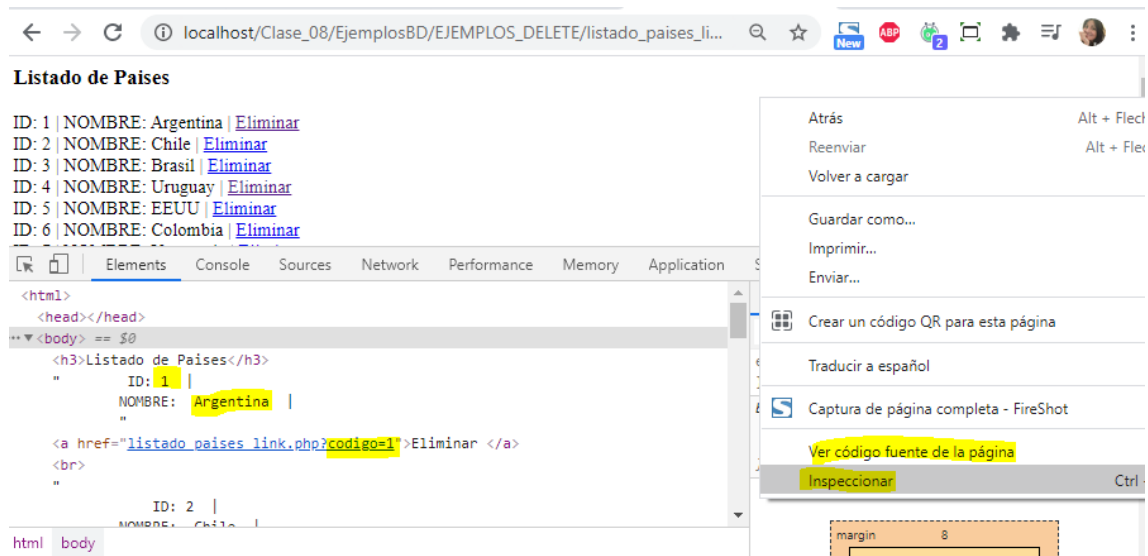 localhost/Clase_08/EjemplosBD/EJEMPLOS_DELETE/listado_paises_li...
New
ABP
2
Listado de Paises
ID: 1 | NOMBRE: Argentina | Eliminar
ID: 2 | NOMBRE: Chile | Eliminar
ID: 3 | NOMBRE: Brasil | Eliminar
ID: 4 | NOMBRE: Uruguay | Eliminar
ID: 5 | NOMBRE: EEUU | Eliminar
ID: 6 | NOMBRE: Colombia | Eliminar
Atrás Alt + Flech
Reenviar Alt + Flec
Volver a cargar
Guardar como...
Imprimir...
Enviar...
Crear un código QR para esta página
Traducir a español
Captura de página completa - FireShot
Ver código fuente de la página
Inspeccionar Ctrl
Elements Console Sources Network Performance Memory Application
<html>
<head></head>
<body> == $0
<h3>Listado de Paises</h3>
" ID: 1 |
NOMBRE: Argentina |
"
<a href="listado_paises_link.php?codigo=1">Eliminar </a>
<br>
"
ID: 2 |
NOMBRE: Chile |
html body
margin 8